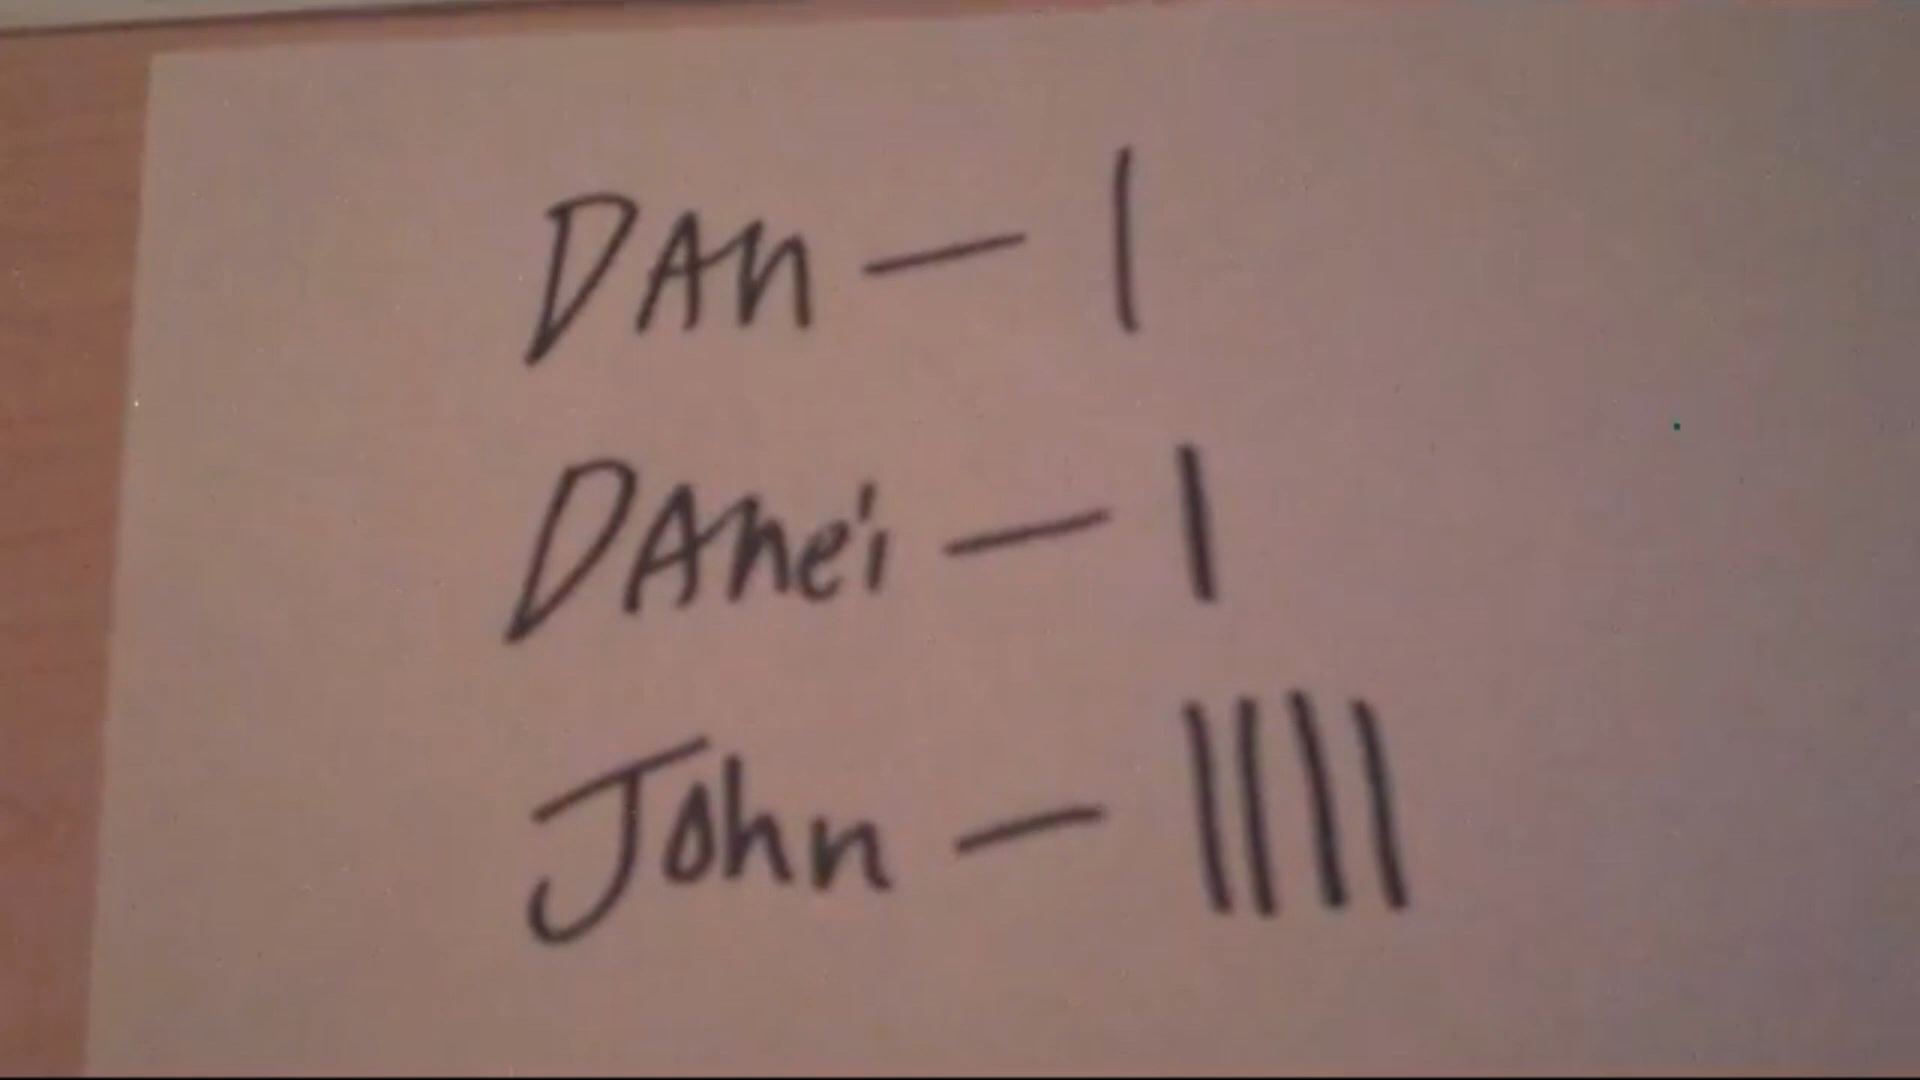 DAn — |
DAnei — |
John — ||||